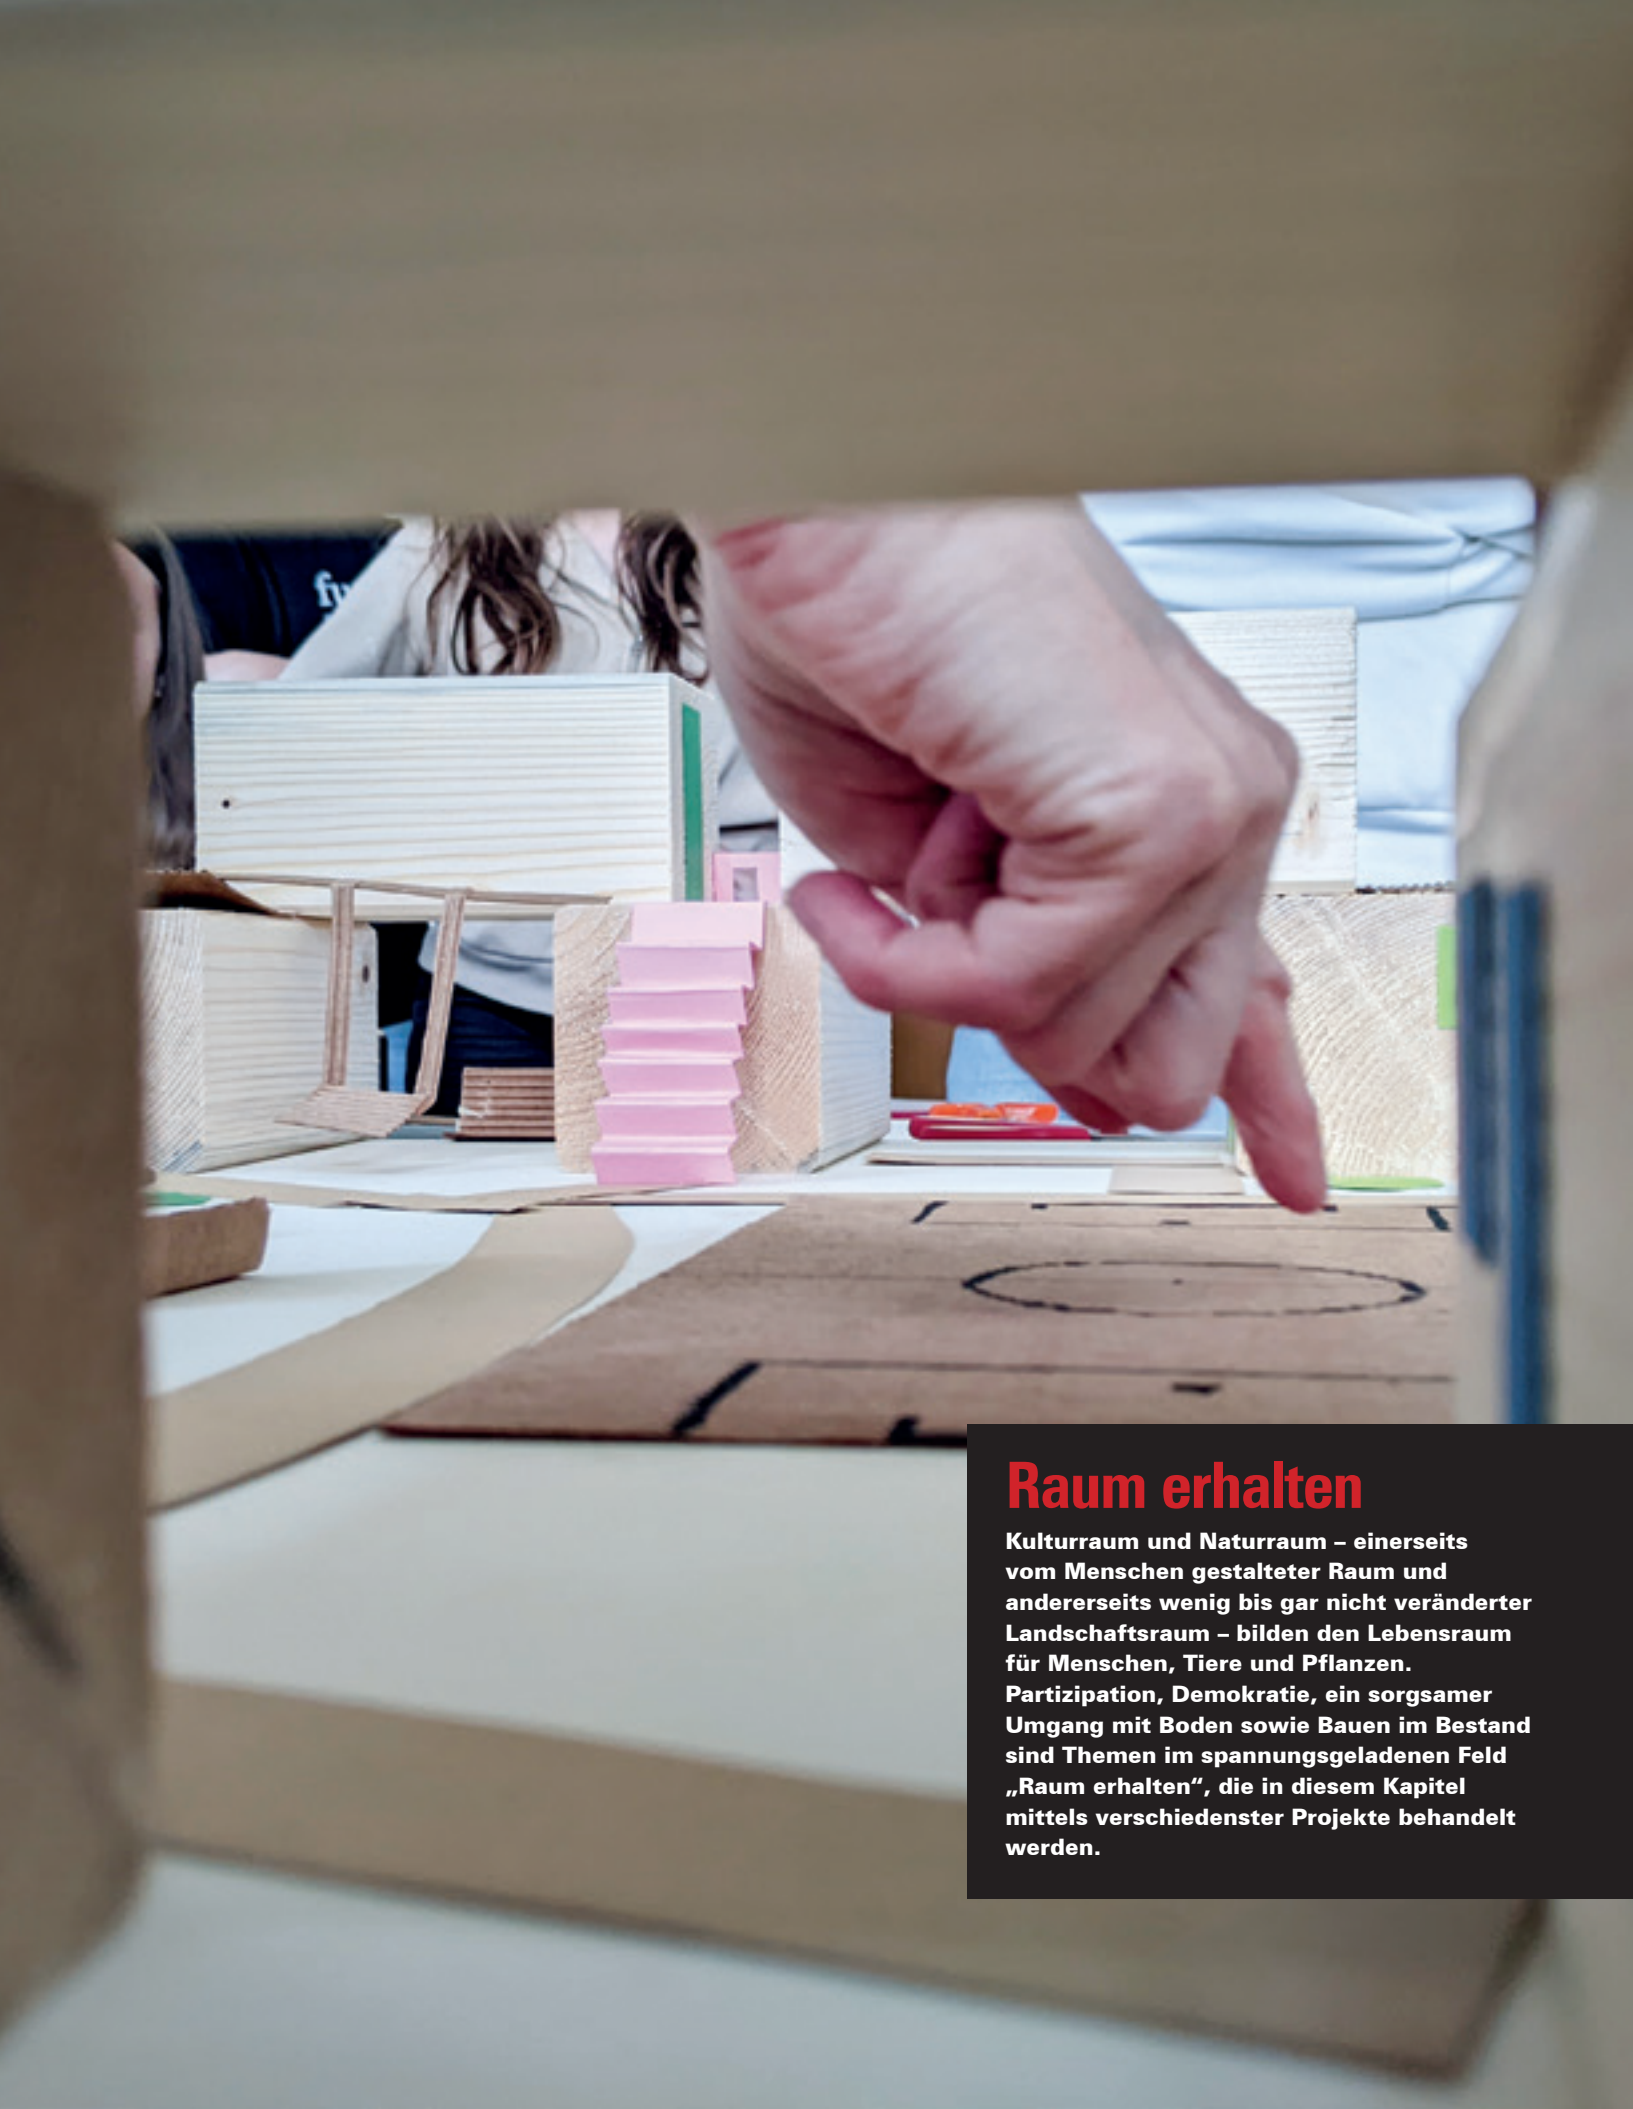 Raum erhalten
Kulturraum und Naturraum – einerseits
vom Menschen gestalteter Raum und
andererseits wenig bis gar nicht veränderter
Landschaftsraum – bilden den Lebensraum
für Menschen, Tiere und Pflanzen.
Partizipation, Demokratie, ein sorgsamer
Umgang mit Boden sowie Bauen im Bestand
sind Themen im spannungsgeladenen Feld
„Raum erhalten“, die in diesem Kapitel
mittels verschiedenster Projekte behandelt
werden.